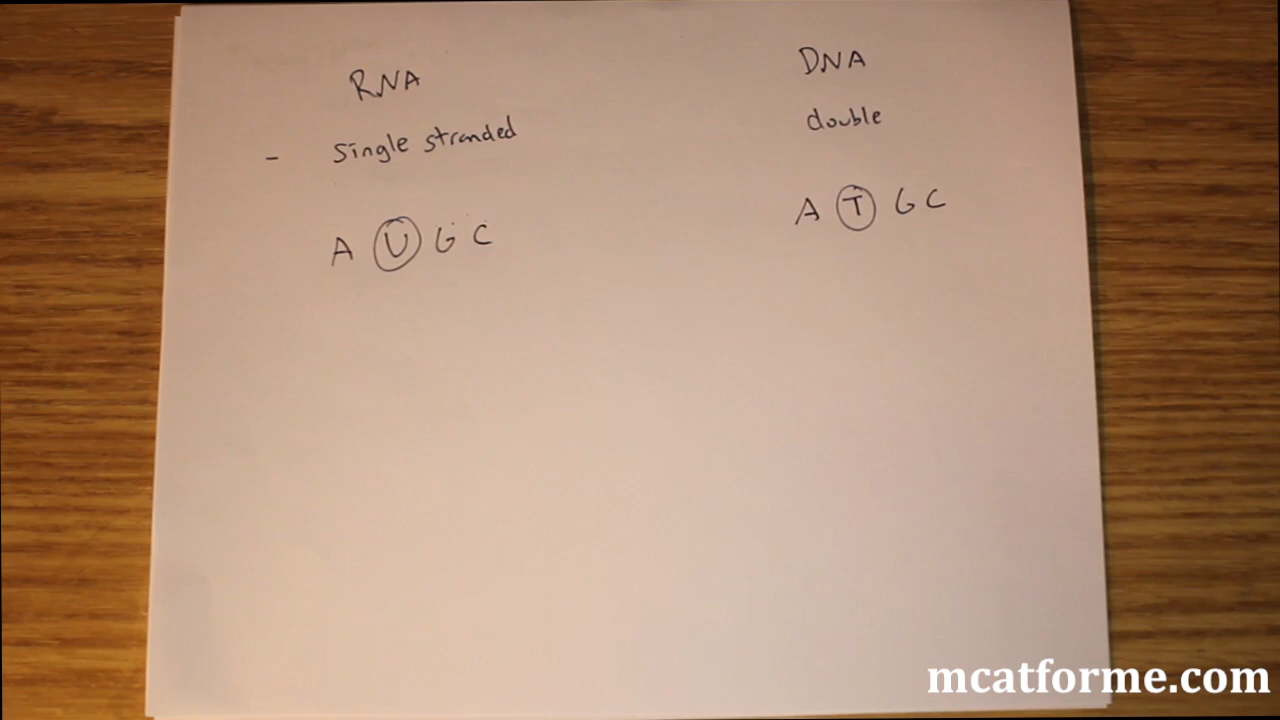 RNA
DNA
- single stranded
double
A U G C
A T G C
mcatforme.com